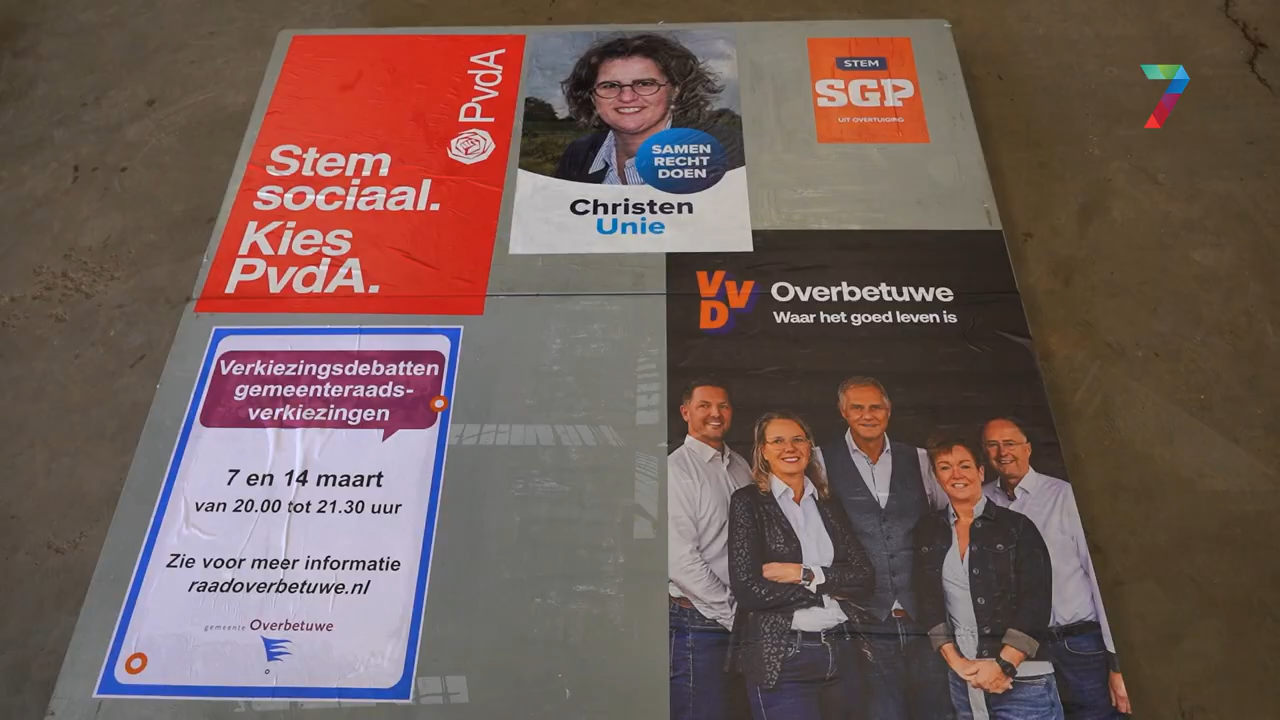 PvdA
Stem
sociaal.
Kies
PvdA.
SAMEN
RECHT
DOEN
Christen
Unie
STEM
SGP
UIT OVERTUIGING
7
VVD
Overbetuwe
Waar het goed leven is
Verkiezingsdebatten
gemeenteraads-
verkiezingen
7 en 14 maart
van 20.00 tot 21.30 uur
Zie voor meer informatie
raadoverbetuwe.nl
gemeente Overbetuwe